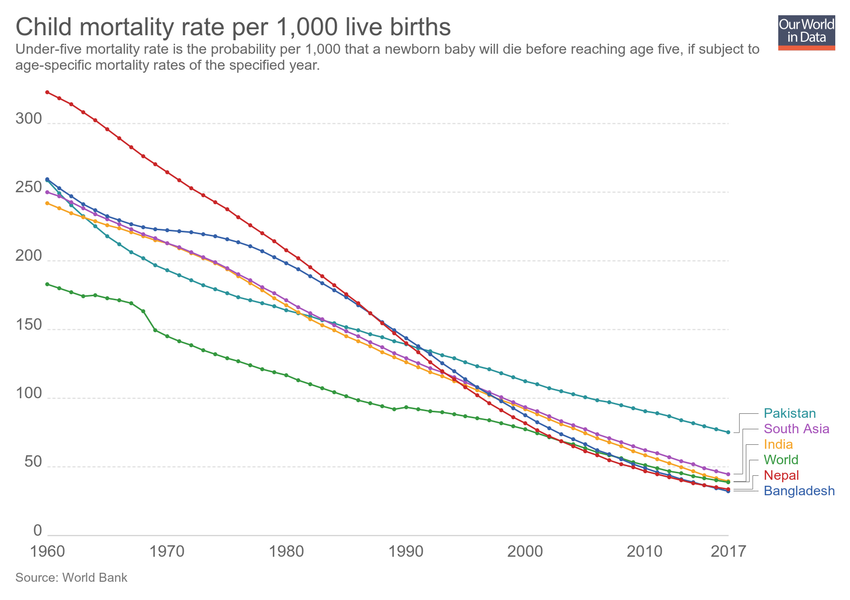 Child mortality rate per 1,000 live births
Our World
in Data
Under-five mortality rate is the probability per 1,000 that a newborn baby will die before reaching age five, if subject to
age-specific mortality rates of the specified year.
300
250
200
150
100
50
0
1960
1970
1980
1990
2000
2010
2017
Pakistan
South Asia
India
World
Nepal
Bangladesh
Source: World Bank